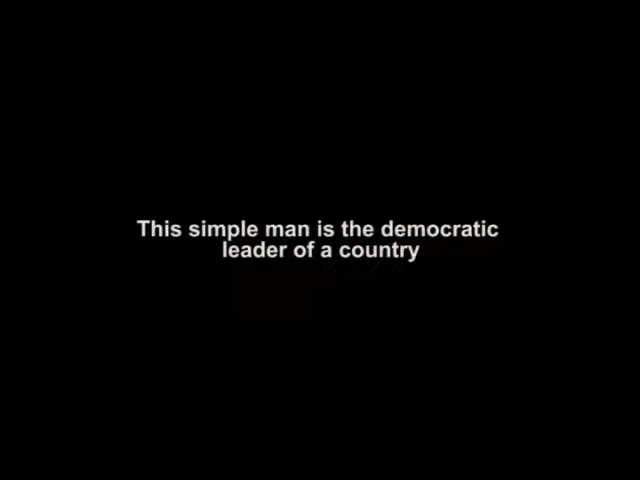 This simple man is the democratic
leader of a country